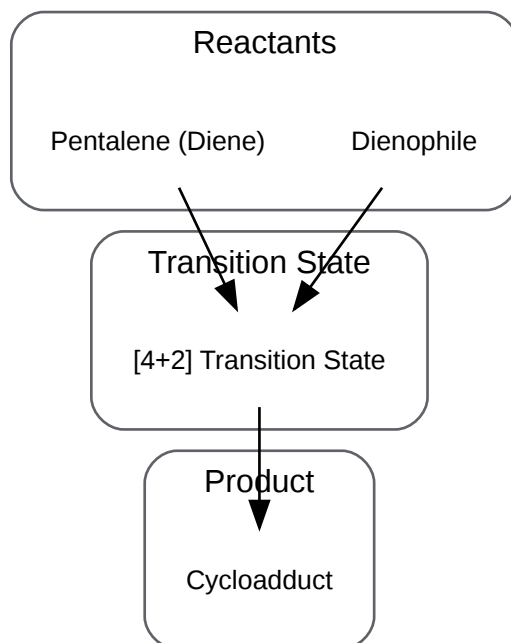 Reactants
Pentalene (Diene)
Dienophile
Transition State
[4+2] Transition State
Product
Cycloadduct